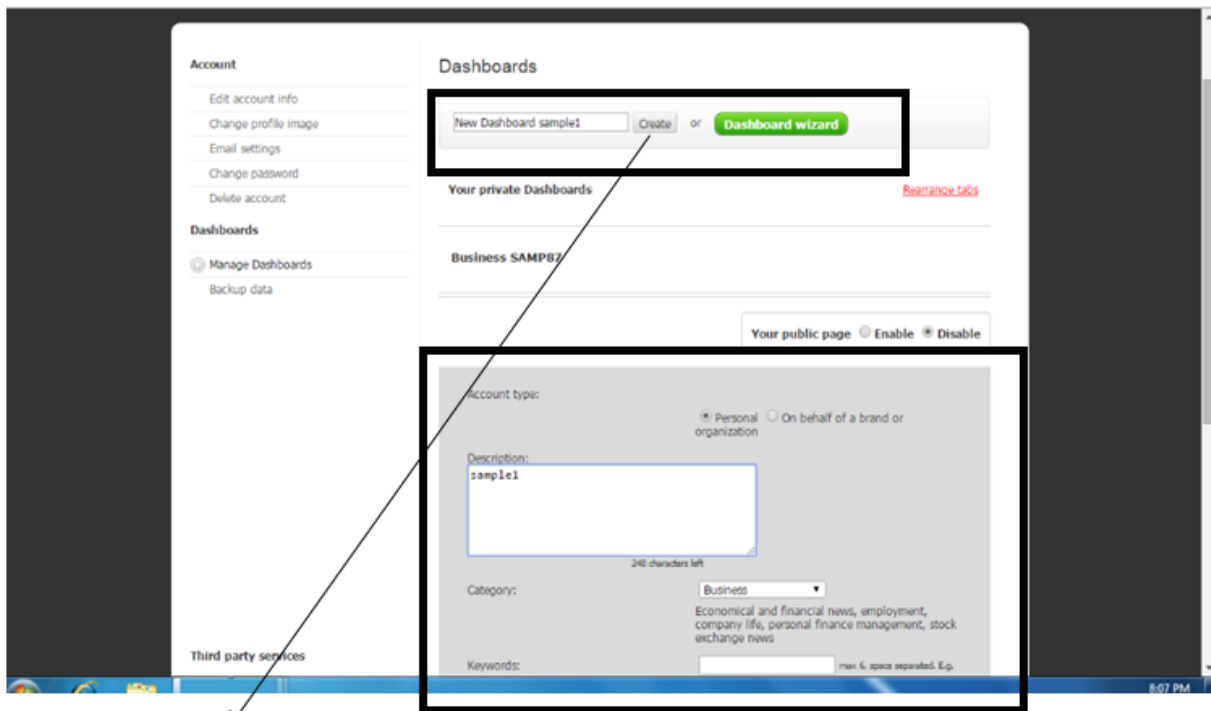 Account
Edit account info
Change profile image
Email settings
Change password
Delete account
Dashboards
Manage Dashboards
Backup data
Third party services
Dashboards
New Dashboard sample1 Create or Dashboard wizard
Your private Dashboards Rearrange tabs
Business SAMP87
Your public page Enable Disable
Account type:
Personal On behalf of a brand or
organization
Description:
sample1
240 characters left
Category: Business
Economical and financial news, employment,
company life, personal finance management, stock
exchange news
Keywords: max 6, space separated. E.g.
8:07 PM